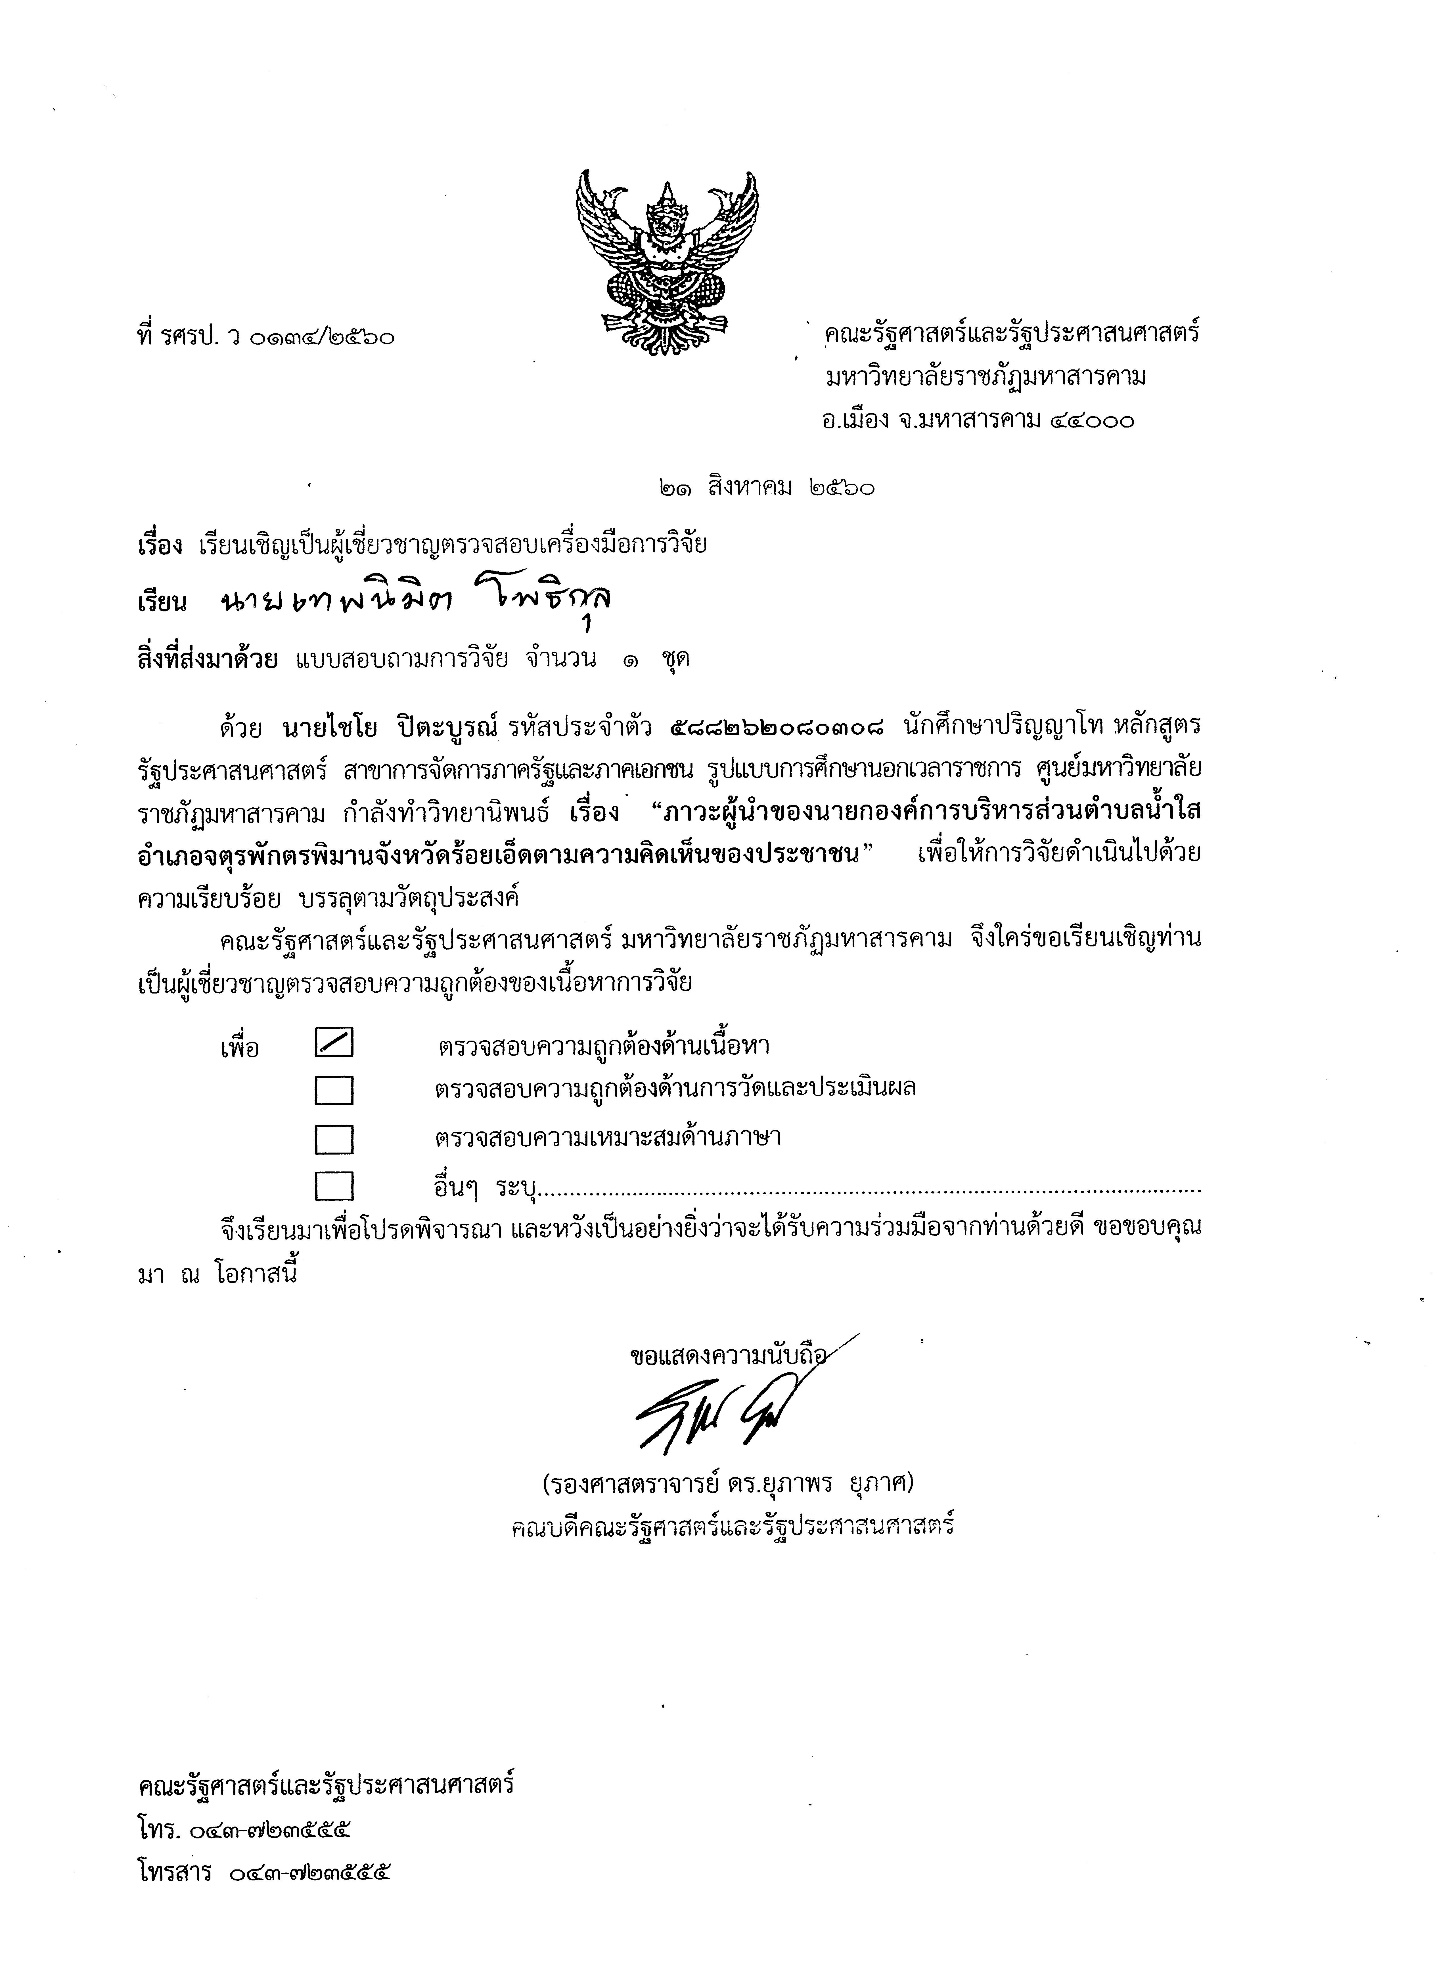 ที่ รศรป. ว ๐๑๓๔/๒๕๖๐
คณะรัฐศาสตร์และรัฐประศาสนศาสตร์
มหาวิทยาลัยราชภัฏมหาสารคาม
อ.เมือง จ.มหาสารคาม ๔๔๐๐๐
๒๑ สิงหาคม ๒๕๖๐
เรื่อง เรียนเชิญเป็นผู้เชี่ยวชาญตรวจสอบเครื่องมือการวิจัย
เรียน นายเทพนิมิต โพธิกุล
สิ่งที่ส่งมาด้วย แบบสอบถามการวิจัย จำนวน ๑ ชุด
ด้วย นายไชโย ปิตะบูรณ์ รหัสประจำตัว ๕๘๘๒๖๒๐๘๐๓๐๘ นักศึกษาปริญญาโท หลักสูตร
รัฐประศาสนศาสตร์ สาขาการจัดการภาครัฐและภาคเอกชน รูปแบบการศึกษานอกเวลาราชการ ศูนย์มหาวิทยาลัย
ราชภัฏมหาสารคาม กำลังทำวิทยานิพนธ์ เรื่อง “ภาวะผู้นำของนายกองค์การบริหารส่วนตำบลน้ำใส
อำเภอจตุรพักตรพิมานจังหวัดร้อยเอ็ดตามความคิดเห็นของประชาชน” เพื่อให้การวิจัยดำเนินไปด้วย
ความเรียบร้อย บรรลุตามวัตถุประสงค์
คณะรัฐศาสตร์และรัฐประศาสนศาสตร์ มหาวิทยาลัยราชภัฏมหาสารคาม จึงใคร่ขอเรียนเชิญท่าน
เป็นผู้เชี่ยวชาญตรวจสอบความถูกต้องของเนื้อหาการวิจัย
เพื่อ ตรวจสอบความถูกต้องด้านเนื้อหา
ตรวจสอบความถูกต้องด้านการวัดและประเมินผล
ตรวจสอบความเหมาะสมด้านภาษา
อื่นๆ ระบุ..........................................................................................
จึงเรียนมาเพื่อโปรดพิจารณา และหวังเป็นอย่างยิ่งว่าจะได้รับความร่วมมือจากท่านด้วยดี ขอขอบคุณ
มา ณ โอกาสนี้
ขอแสดงความนับถือ
(รองศาสตราจารย์ ดร.ยุภาพร ยุภาศ)
คณบดีคณะรัฐศาสตร์และรัฐประศาสนศาสตร์
คณะรัฐศาสตร์และรัฐประศาสนศาสตร์
โทร. ๐๔๓-๗๒๓๕๕๕
โทรสาร ๐๔๓-๗๒๓๕๕๕